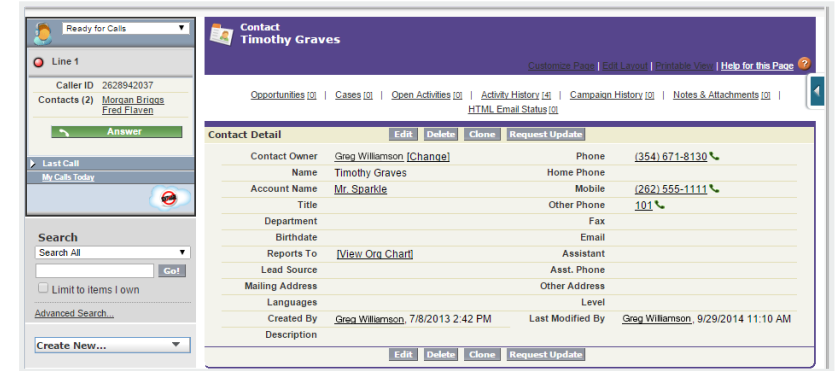 Ready for Calls
Line 1
Caller ID 2628942037
Contacts (2) Morgan Briggs
Fred Flaven
Answer
Last Call
My Calls Today
Search
Search All
Go!
Limit to items I own
Advanced Search...
Create New...
Contact
Timothy Graves
Customize Page | Edit Layout | Printable View | Help for this Page ?
Opportunities [0] | Cases [0] | Open Activities [0] | Activity History [4] | Campaign History [0] | Notes & Attachments [0] |
HTML Email Status [0]
Contact Detail Edit Delete Clone Request Update
Contact Owner Greg Williamson [Change] Phone (354) 671-8130
Name Timothy Graves Home Phone
Account Name Mr. Sparkle Mobile (262) 555-1111
Title Other Phone 101
Department Fax
Birthdate Email
Reports To [View Org Chart] Assistant
Lead Source Asst. Phone
Mailing Address Other Address
Languages Level
Created By Greg Williamson, 7/8/2013 2:42 PM Last Modified By Greg Williamson, 9/29/2014 11:10 AM
Description
Edit Delete Clone Request Update